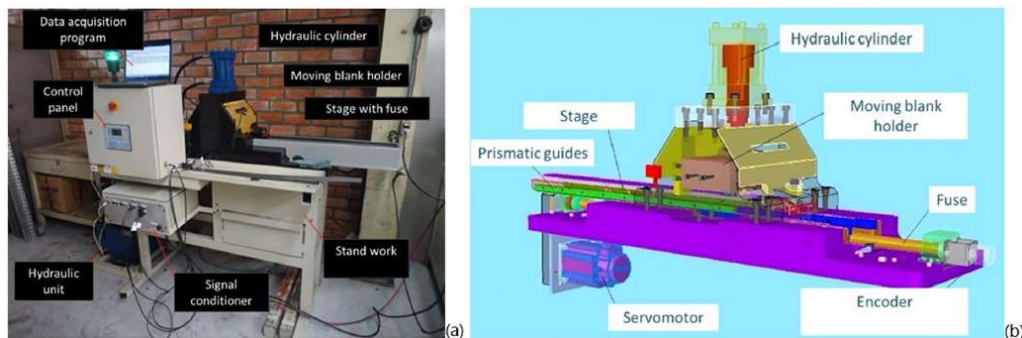 Data acquisition
program
Hydraulic cylinder
Moving blank holder
Control
panel
Stage with fuse
Stand work
Hydraulic
unit
Signal
conditioner
(a)
Hydraulic cylinder
Stage
Moving blank
holder
Prismatic guides
Fuse
Servomotor
Encoder
(b)